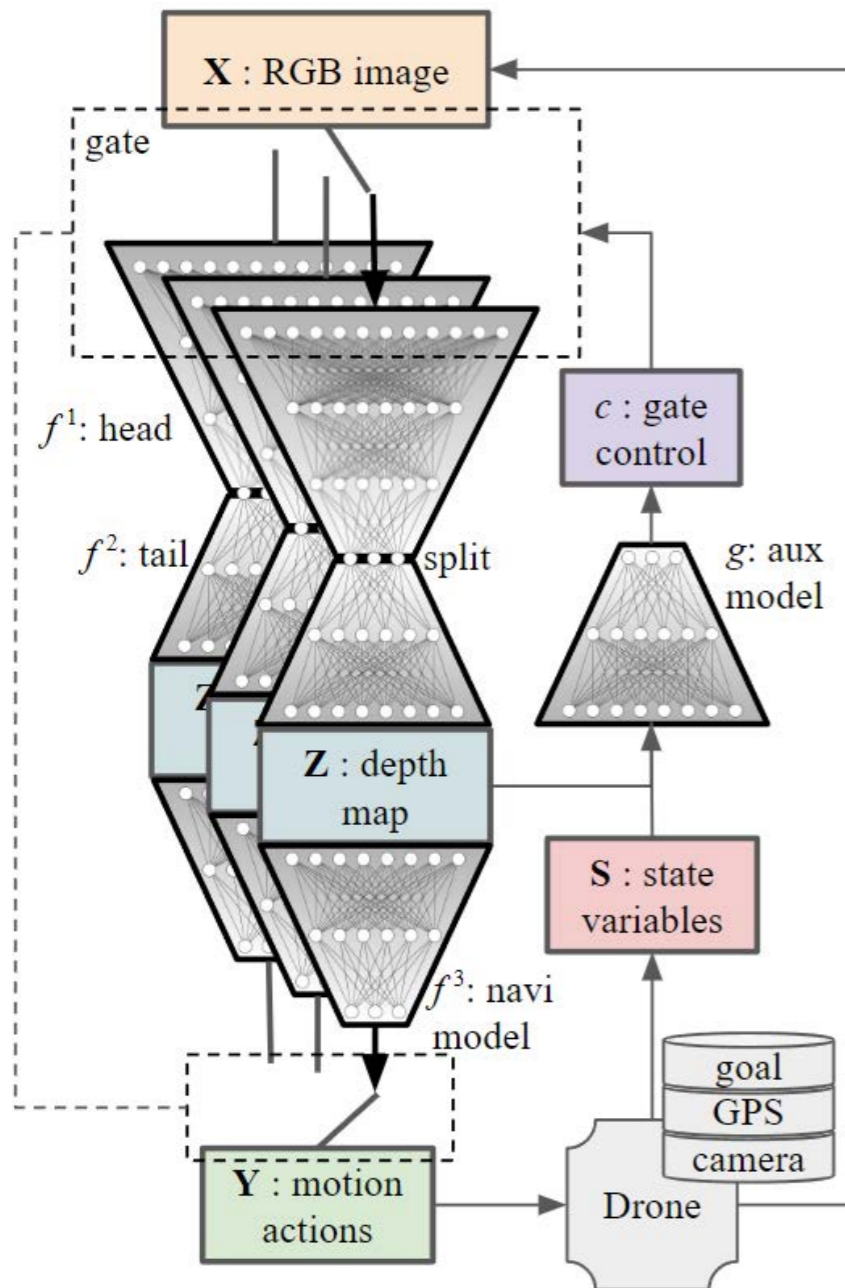 X : RGB image
gate
f¹: head
c : gate
control
f²: tail
split
g: aux
model
Z
Z : depth
map
S : state
variables
f³: navi
model
goal
GPS
camera
Y : motion
actions
Drone